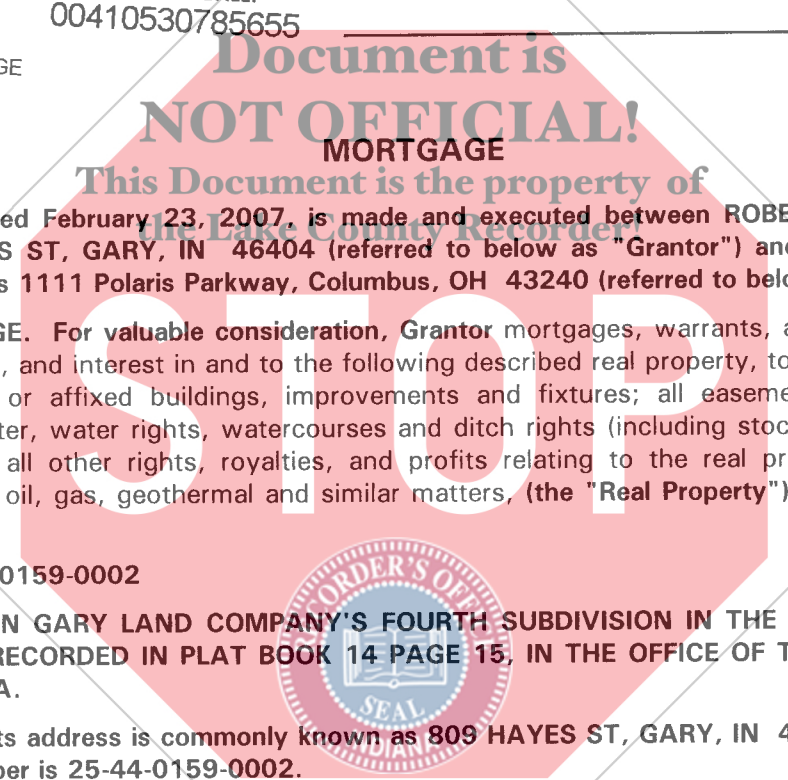 00410530785655
GE
Document is
NOT OFFICIAL!
MORTGAGE
This Document is the property of
the Lake County Recorder!
ed February 23, 2007, is made and executed between ROBE
S ST, GARY, IN 46404 (referred to below as "Grantor") and
s 1111 Polaris Parkway, Columbus, OH 43240 (referred to belo
GE. For valuable consideration, Grantor mortgages, warrants, a
, and interest in and to the following described real property, to
or affixed buildings, improvements and fixtures; all easeme
ter, water rights, watercourses and ditch rights (including stoc
all other rights, royalties, and profits relating to the real pr
oil, gas, geothermal and similar matters, (the "Real Property")
STOP
0159-0002
N GARY LAND COMPANY'S FOURTH SUBDIVISION IN THE
RECORDED IN PLAT BOOK 14 PAGE 15, IN THE OFFICE OF T
A.
ts address is commonly known as 809 HAYES ST, GARY, IN 4
ber is 25-44-0159-0002.
RECORDER'S OFFIC
SEAL
INDIANA